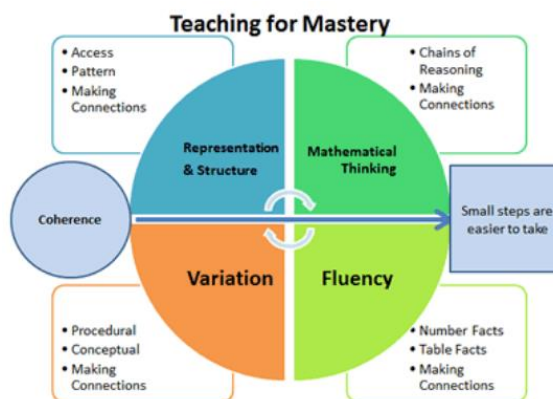 Teaching for Mastery
• Access
• Pattern
• Making
Connections
• Chains of
Reasoning
• Making
Connections
Representation
& Structure
Mathematical
Thinking
Coherence
Small steps are
easier to take
Variation
Fluency
• Procedural
• Conceptual
• Making
Connections
• Number Facts
• Table Facts
• Making
Connections